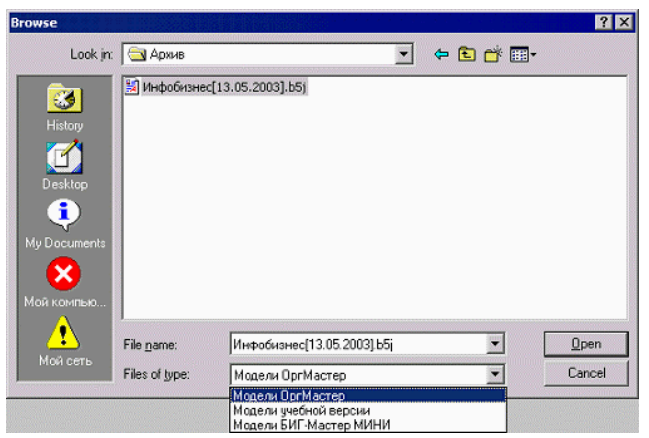 Browse
Look in:
Архив
Инфобизнес[13.05.2003].b5j
History
Desktop
My Documents
Мой компью...
Мой сеть
File name:
Инфобизнес[13.05.2003].b5j
Open
Files of type:
Модели ОргМастер
Cancel
Модели ОргМастер
Модели учебной версии
Модели БИГ-Мастер МИНИ